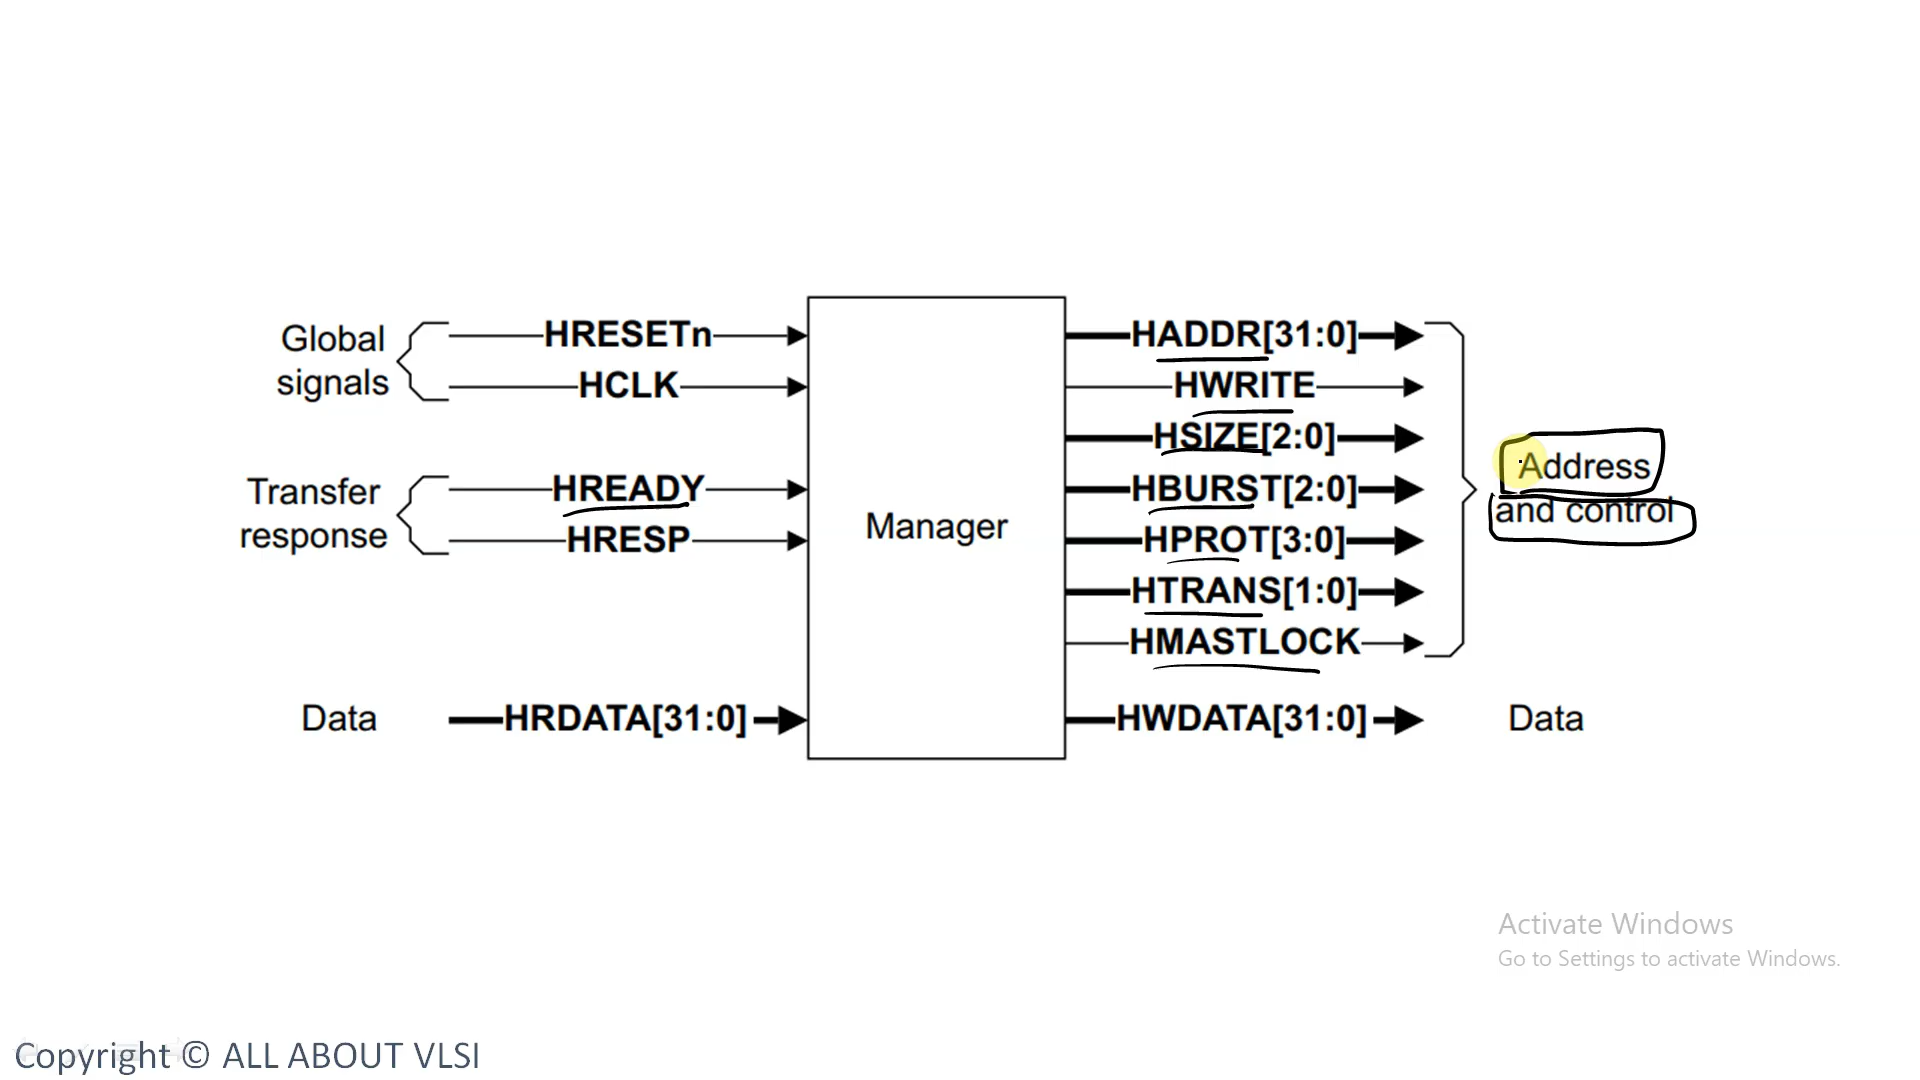 Global
signals
HRESETn
HCLK
Transfer
response
HREADY
HRESP
Data
HRDATA[31:0]
Manager
HADDR[31:0]
HWRITE
HSIZE[2:0]
HBURST[2:0]
HPROT[3:0]
HTRANS[1:0]
HMASTLOCK
Address
and control
HWDATA[31:0]
Data
Activate Windows
Go to Settings to activate Windows.
Copyright © ALL ABOUT VLSI